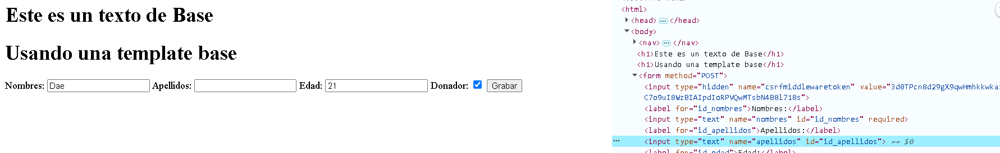 Este es un texto de Base
Usando una template base
Nombres: Dae Apellidos: Edad: 21 Donador: Grabar
<html>
<head> ••• </head>
<body>
<nav> ••• </nav>
<h1>Este es un texto de Base</h1>
<h1>Usando una template base</h1>
<form method="POST">
<input type="hidden" name="csrfmiddlewaretoken" value="3d0TPcn8d29gX9qwHmhkkwka
C7o9uI8WzBIAIpdIoRPVQwMTsbN4B8l718s">
<label for="id_nombres">Nombres:</label>
<input type="text" name="nombres" id="id_nombres" required>
<label for="id_apellidos">Apellidos:</label>
••• <input type="text" name="apellidos" id="id_apellidos"> == $0
<label for="id_edad">Edad:</label>